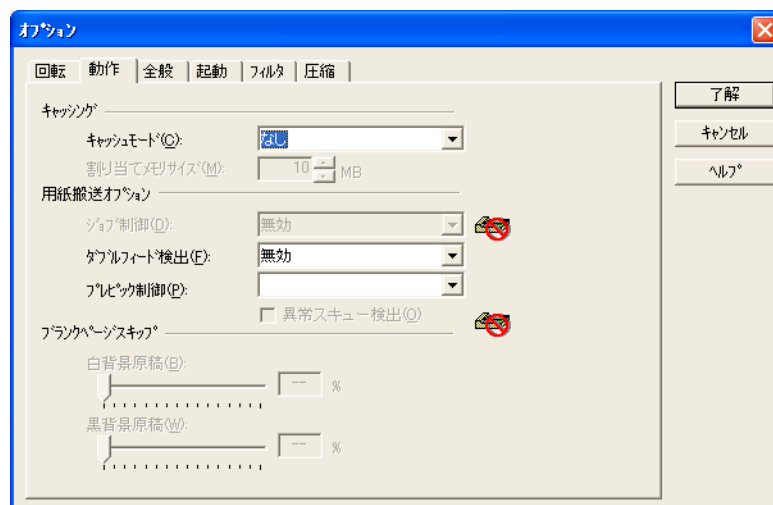 ｵﾌﾟｼｮﾝ
回転 動作 全般 起動 ﾌｨﾙﾀ 圧縮
了解
ｷｬﾝｾﾙ
ﾍﾙﾌﾟ
ｷｬｯｼﾝｸﾞ
ｷｬｯｼｭﾓｰﾄﾞ(C): なし
割り当てﾒﾓﾘｻｲｽﾞ(M): 10 MB
用紙搬送ｵﾌﾟｼｮﾝ
ｼﾞｮﾌﾞ制御(D): 無効
ﾀﾞﾌﾞﾙﾌｨｰﾄﾞ検出(F): 無効
ﾌﾟﾚﾋﾟｯｸ制御(P):
異常スキュー検出(O)
ﾌﾞﾗﾝｸﾍﾟｰｼﾞｽｷｯﾌﾟ
白背景原稿(B):
-- %
黒背景原稿(W):
-- %